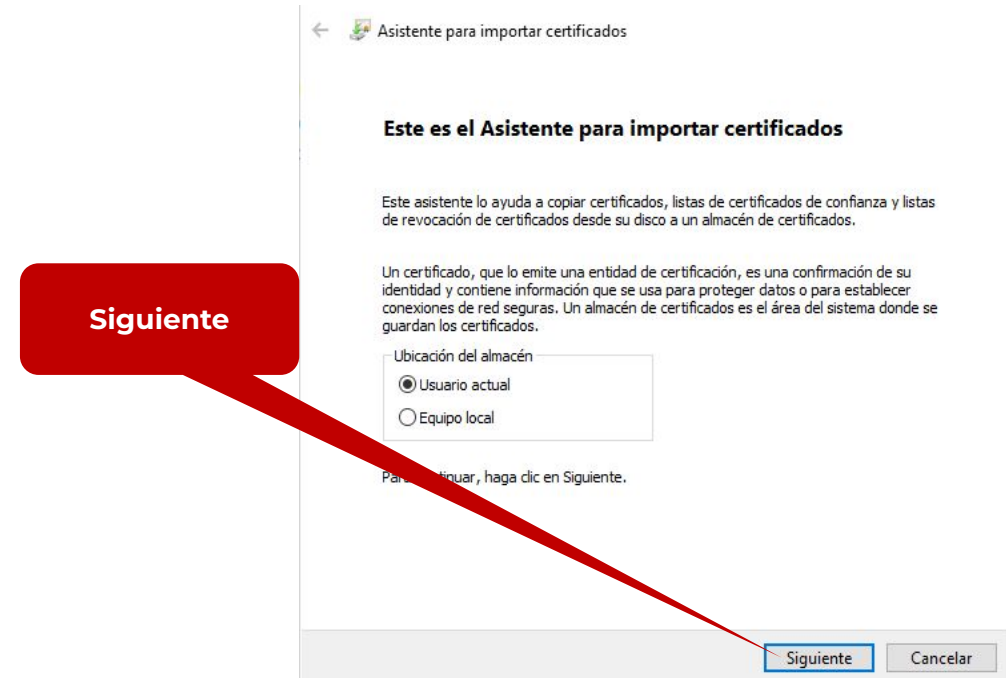 Asistente para importar certificados
Este es el Asistente para importar certificados
Este asistente lo ayuda a copiar certificados, listas de certificados de confianza y listas
de revocación de certificados desde su disco a un almacén de certificados.
Un certificado, que lo emite una entidad de certificación, es una confirmación de su
identidad y contiene información que se usa para proteger datos o para establecer
conexiones de red seguras. Un almacén de certificados es el área del sistema donde se
guardan los certificados.
Siguiente
Ubicación del almacén
Usuario actual
Equipo local
haga clic en Siguiente.
Siguiente
Cancelar